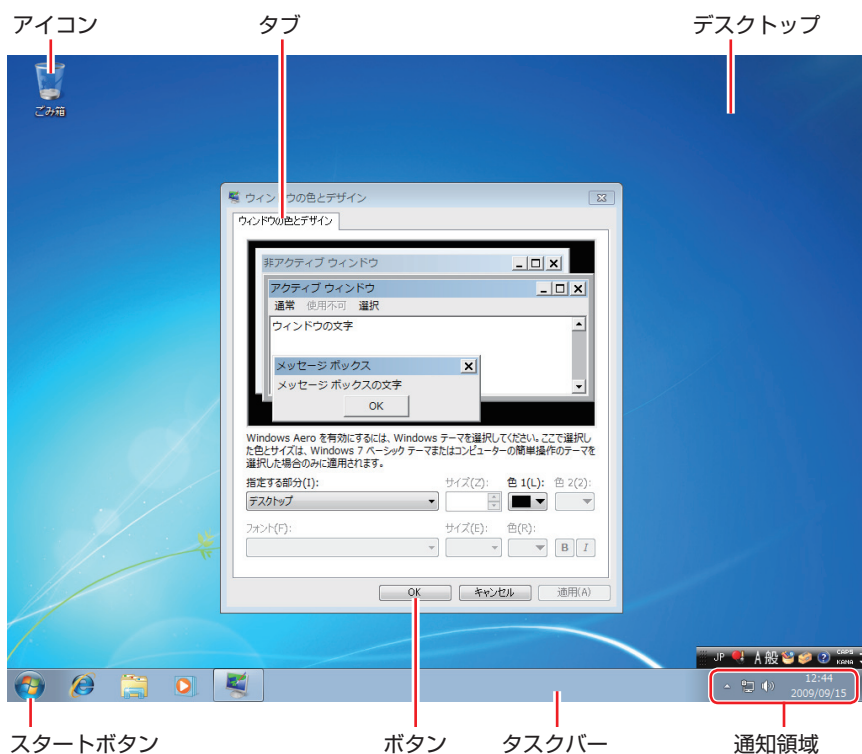 アイコン
タブ
デスクトップ
ごみ箱
ウィンドウの色とデザイン
ウィンドウの色とデザイン
非アクティブ ウィンドウ
アクティブ ウィンドウ
通常 使用不可 選択
ウィンドウの文字
メッセージ ボックス
メッセージ ボックスの文字
OK
Windows Aero を有効にするには、Windows テーマを選択してください。ここで選択し
た色とサイズは、Windows 7 ベーシック テーマまたはコンピューターの簡単操作のテーマを
選択した場合のみに適用されます。
指定する部分(I): サイズ(Z): 色 1(L): 色 2(2):
デスクトップ
フォント(F): サイズ(E): 色(R):
B I
OK キャンセル 適用(A)
JP A 般 CAPS
KANA
12:44
2009/09/15
スタートボタン
ボタン
タスクバー
通知領域